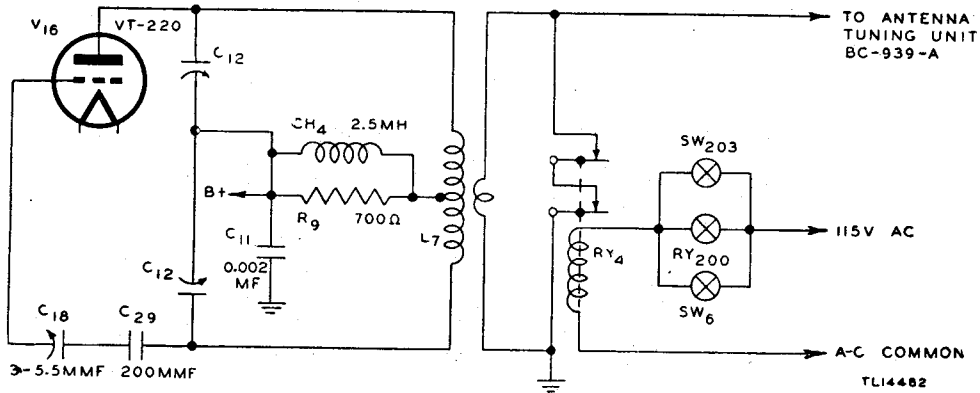 V16 VT-220
C12
TO ANTENNA
TUNING UNIT
BC-939-A
CH4 2.5MH
SW203
B+
R9 700Ω
L7
C11
0.002
MF
RY4
RY200
115V AC
C12
SW6
C18 C29
3-5.5MMF 200MMF
A-C COMMON
TL14482